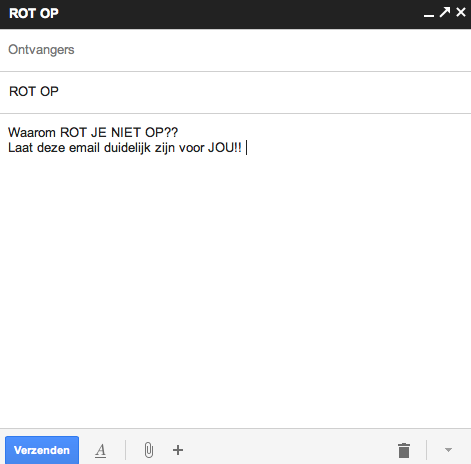 ROT OP
Ontvangers
ROT OP
Waarom ROT JE NIET OP??
Laat deze email duidelijk zijn voor JOU!!
Verzenden
A